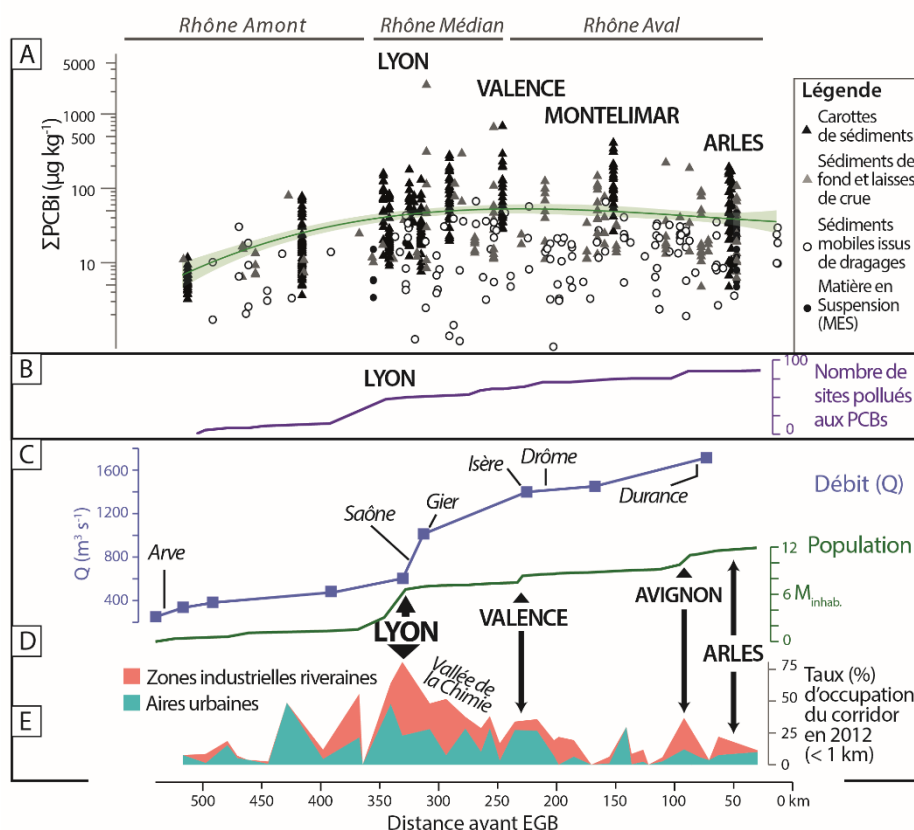 Rhône Amont
Rhône Médian
Rhône Aval
A
ΣPCBi (µg kg⁻¹)
5000
1000
500
100
50
10
LYON
VALENCE
MONTELIMAR
ARLES
Légende
Carottes
de sédiments
Sédiments de
fond et laisses
de crue
Sédiments
mobiles issus
de dragages
Matière en
Suspension
(MES)
B
LYON
100
0
Nombre de
sites pollués
aux PCBs
C
Q (m³ s⁻¹)
1600
1200
800
400
Arve
Saône
Gier
Isère
Drôme
Durance
Débit (Q)
12
6
0
Population
M inhab.
D
LYON
VALENCE
AVIGNON
ARLES
E
Zones industrielles riveraines
Aires urbaines
Vallée de
la Chimie
75
50
25
0
Taux (%)
d'occupation
du corridor
en 2012
(< 1 km)
500
450
400
350
300
250
200
150
100
50
0 km
Distance avant EGB